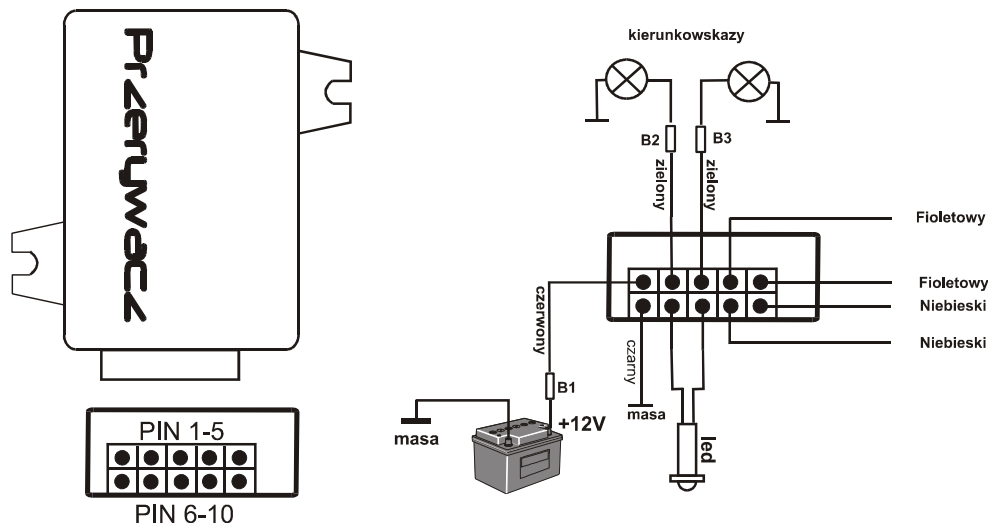 Przerywacz
PIN 1-5
PIN 6-10
kierunkowskazy
B2
B3
zielony
zielony
Fioletowy
Fioletowy
Niebieski
Niebieski
czerwony
czarny
B1
masa
+12V
masa
led